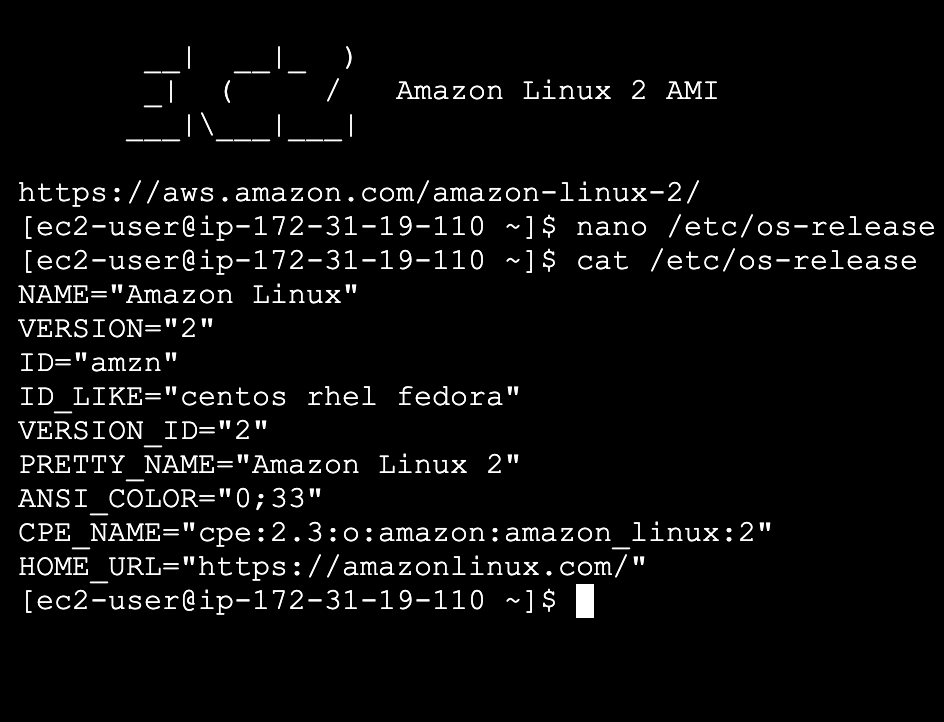 __|  __|_  )
       _|  (     /   Amazon Linux 2 AMI
      ___|\___|___|
https://aws.amazon.com/amazon-linux-2/
[ec2-user@ip-172-31-19-110 ~]$ nano /etc/os-release
[ec2-user@ip-172-31-19-110 ~]$ cat /etc/os-release
NAME="Amazon Linux"
VERSION="2"
ID="amzn"
ID_LIKE="centos rhel fedora"
VERSION_ID="2"
PRETTY_NAME="Amazon Linux 2"
ANSI_COLOR="0;33"
CPE_NAME="cpe:2.3:o:amazon:amazon_linux:2"
HOME_URL="https://amazonlinux.com/"
[ec2-user@ip-172-31-19-110 ~]$